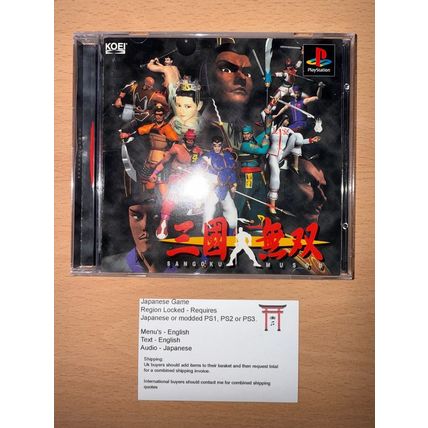 KOEI
PlayStation
三國無双
SANGOKU MUSO
Japanese Game
Region Locked - Requires
Japanese or modded PS1, PS2 or PS3.
Menu's - English
Text - English
Audio - Japanese
Shipping:
Uk buyers should add items to their basket and then request total
for a combined shipping invoice.
International buyers should contact me for combined shipping
quotes